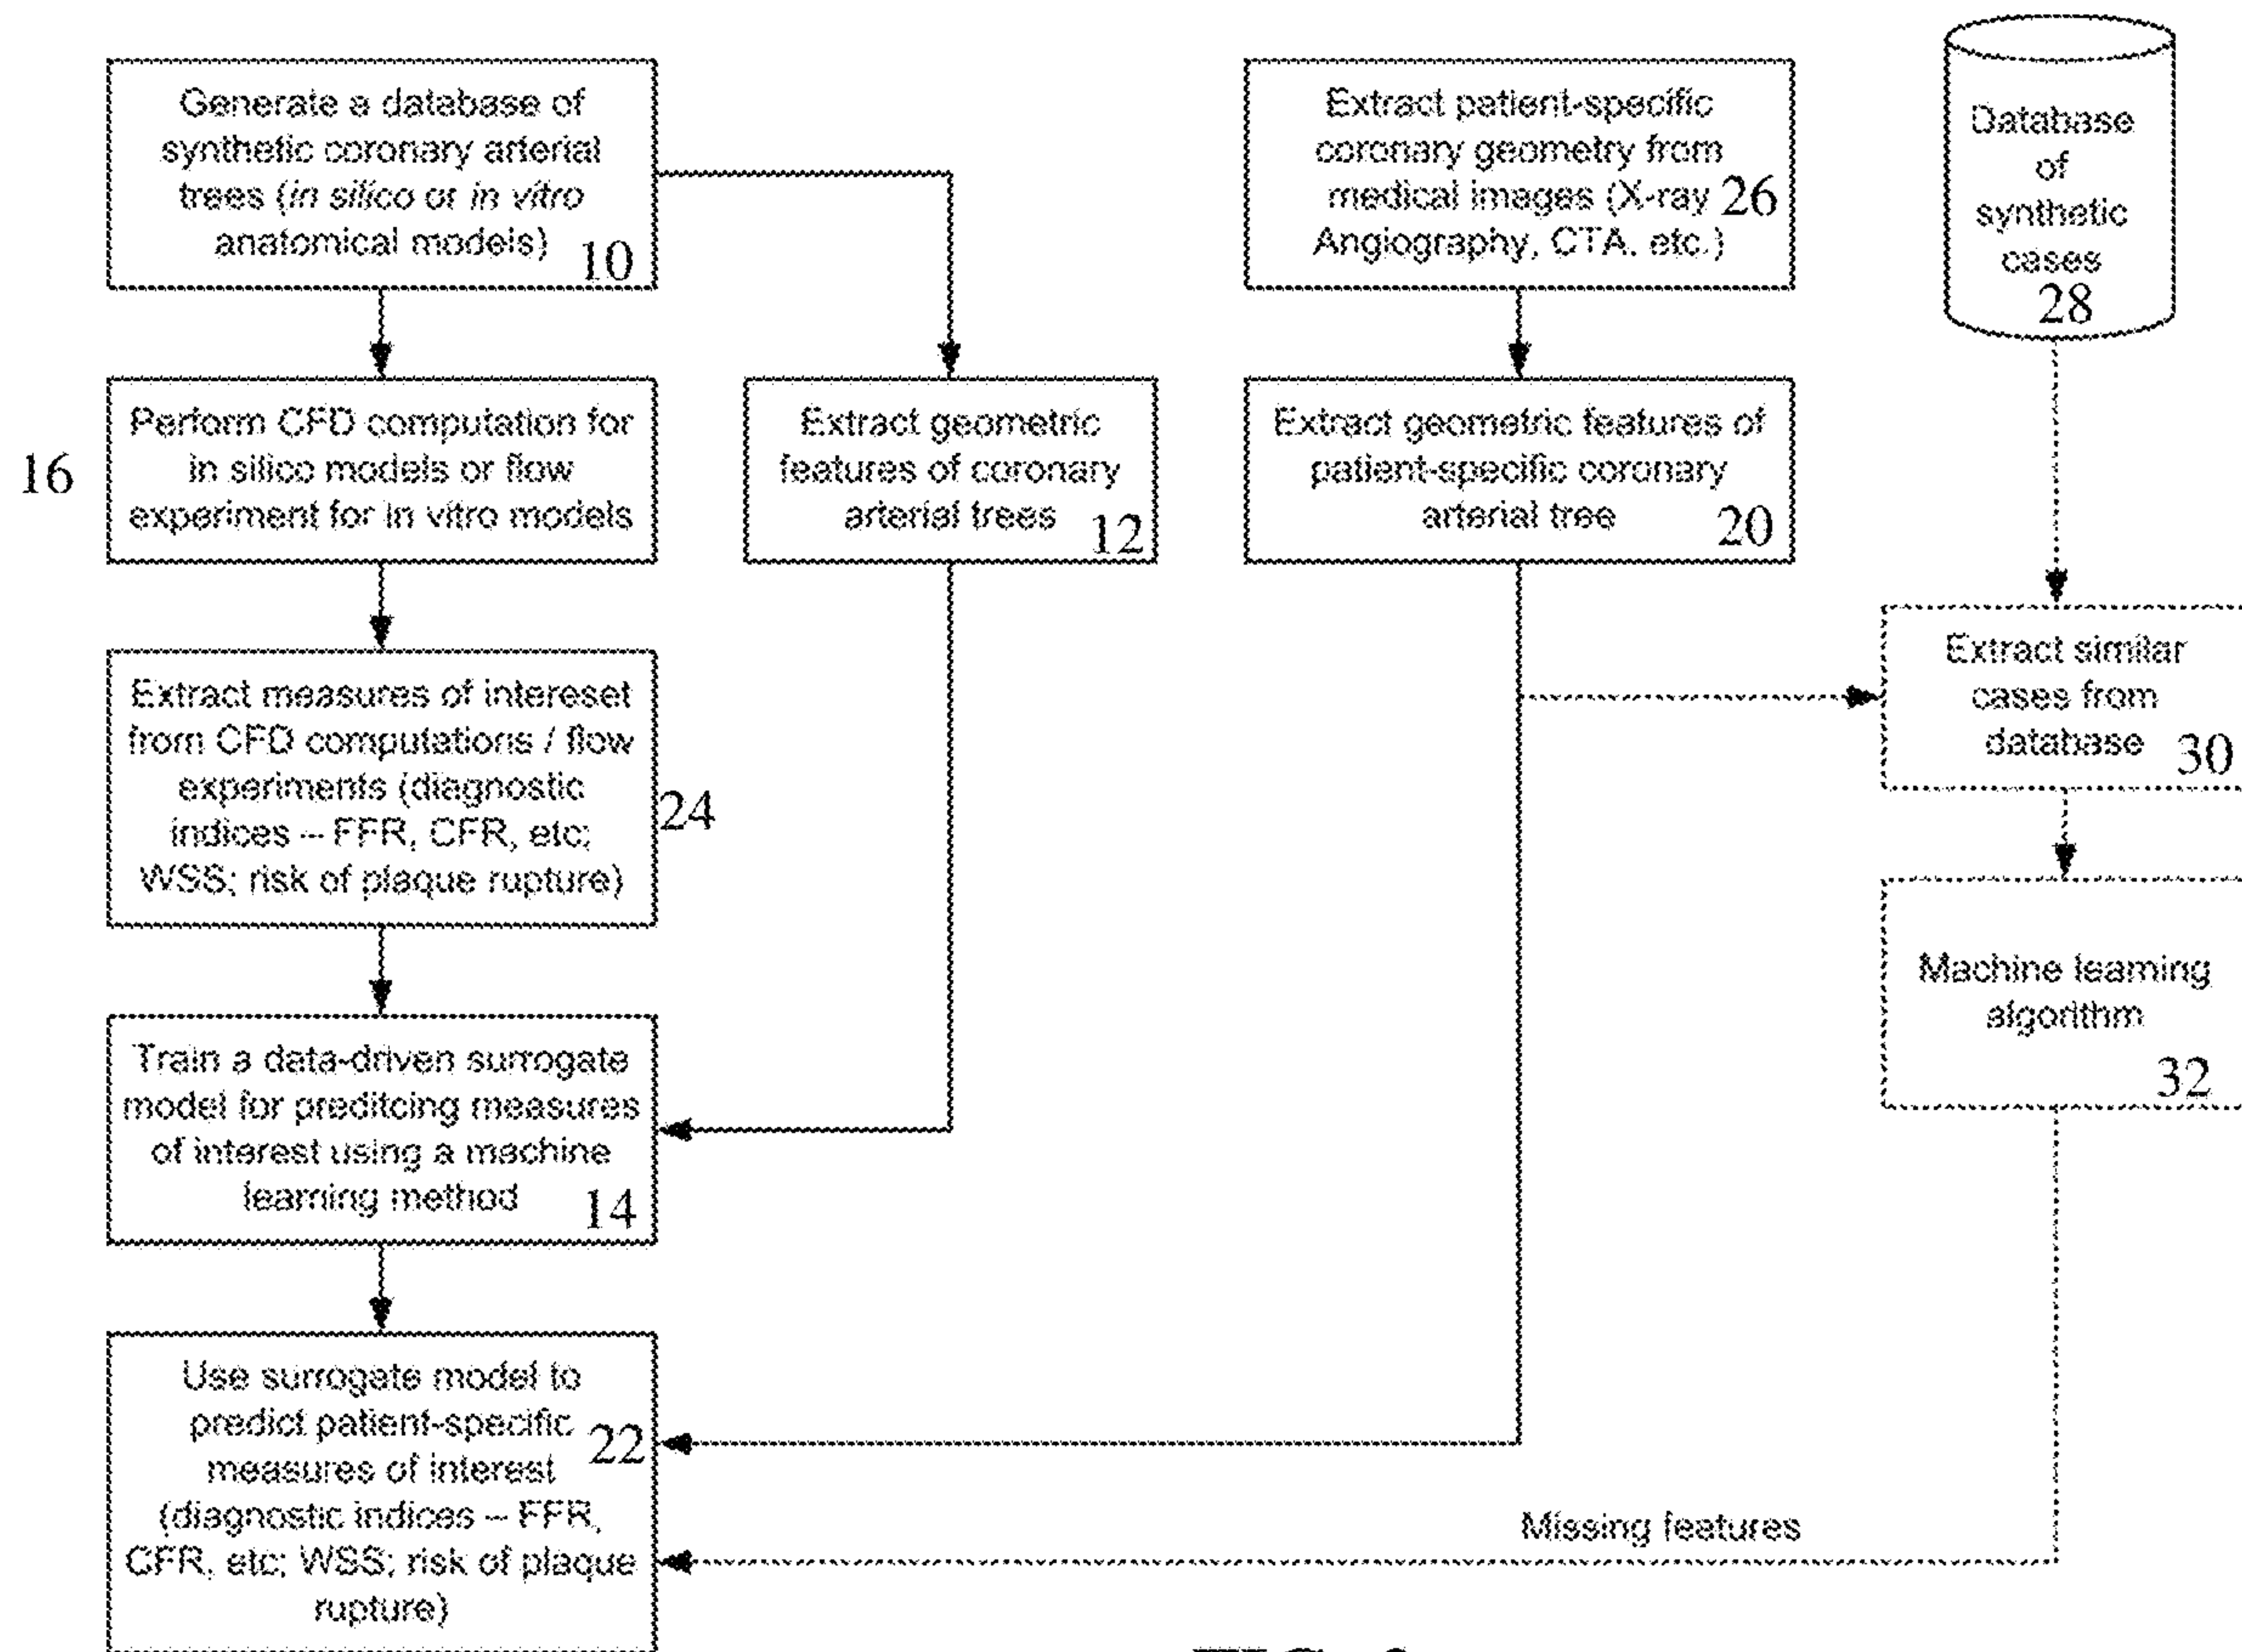 Generate a database of
synthetic coronary arterial
trees (in silico or in vitro
anatomical models)
10
Perform CFD computation for
in silico models or flow
experiment for in vitro models
16
Extract measures of intereset
from CFD computations / flow
experiments (diagnostic
indices -- FFR, CFR, etc;
WSS; risk of plaque rupture)
24
Train a data-driven surrogate
model for preditcing measures
of interest using a machine
learning method
14
Use surrogate model to
predict patient-specific
measures of interest
(diagnostic indices -- FFR,
CFR, etc; WSS; risk of plaque
rupture)
22
Extract geometric
features of coronary
arterial trees
12
Extract patient-specific
coronary geometry from
medical images (X-ray
Angiography, CTA. etc.)
26
Extract geometric features of
patient-specific coronary
arterial tree
20
Database
of
synthetic
cases
28
Extract similar
cases from
database
30
Machine learning
algorithm
32
Missing features